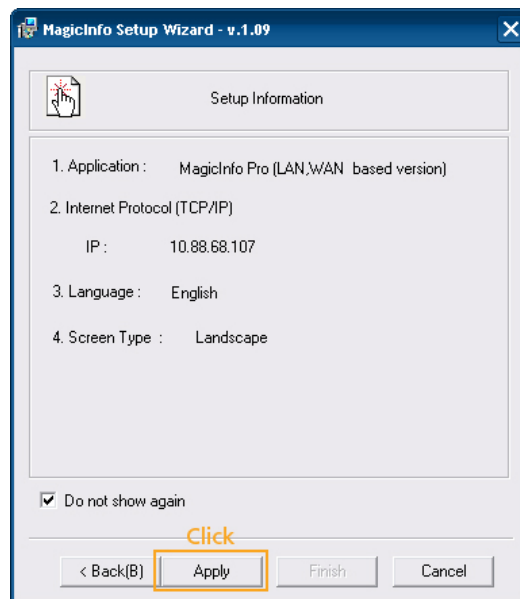 MagicInfo Setup Wizard - v.1.09
Setup Information
1. Application : MagicInfo Pro (LAN,WAN based version)
2. Internet Protocol (TCP/IP)
IP : 10.88.68.107
3. Language : English
4. Screen Type : Landscape
Do not show again
Click
< Back(B) Apply Finish Cancel